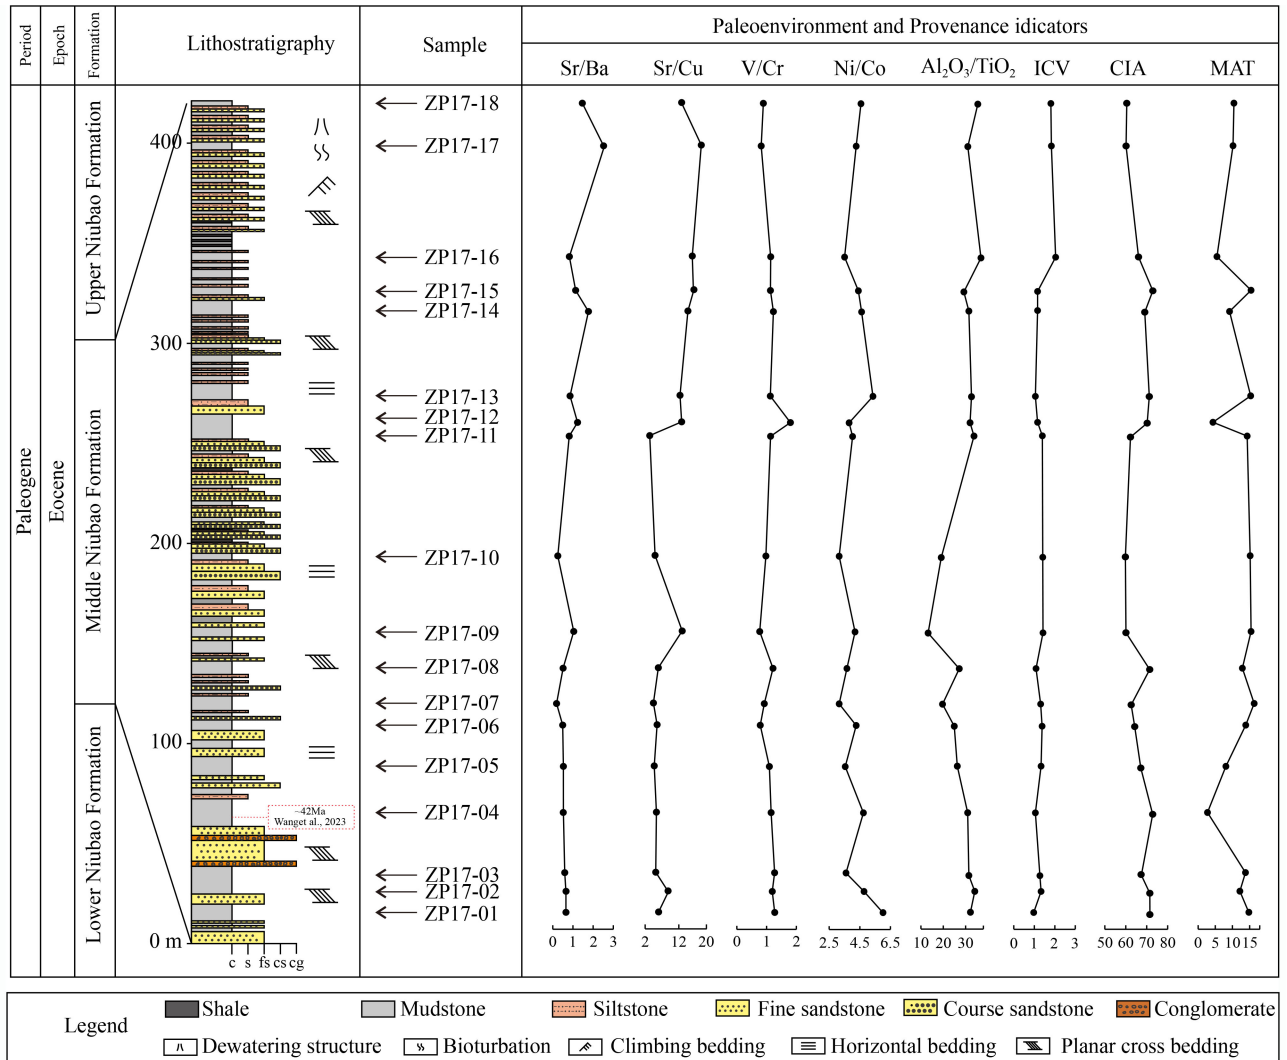 Period
Epoch
Formation
Lithostratigraphy
Sample
Paleoenvironment and Provenance idicators
Sr/Ba
Sr/Cu
V/Cr
Ni/Co
Al₂O₃/TiO₂
ICV
CIA
MAT
Paleogene
Eocene
Upper Niubao Formation
Middle Niubao Formation
Lower Niubao Formation
400
300
200
100
0 m
c s fs cs cg
~42Ma
Wanget al., 2023
ZP17-18
ZP17-17
ZP17-16
ZP17-15
ZP17-14
ZP17-13
ZP17-12
ZP17-11
ZP17-10
ZP17-09
ZP17-08
ZP17-07
ZP17-06
ZP17-05
ZP17-04
ZP17-03
ZP17-02
ZP17-01
0 1 2 3
2 12 20
0 1 2
2.5 4.5 6.5
10 20 30
0 1 2 3
50 60 70 80
0 5 10 15
Legend
Shale
Mudstone
Siltstone
Fine sandstone
Course sandstone
Conglomerate
Dewatering structure
Bioturbation
Climbing bedding
Horizontal bedding
Planar cross bedding